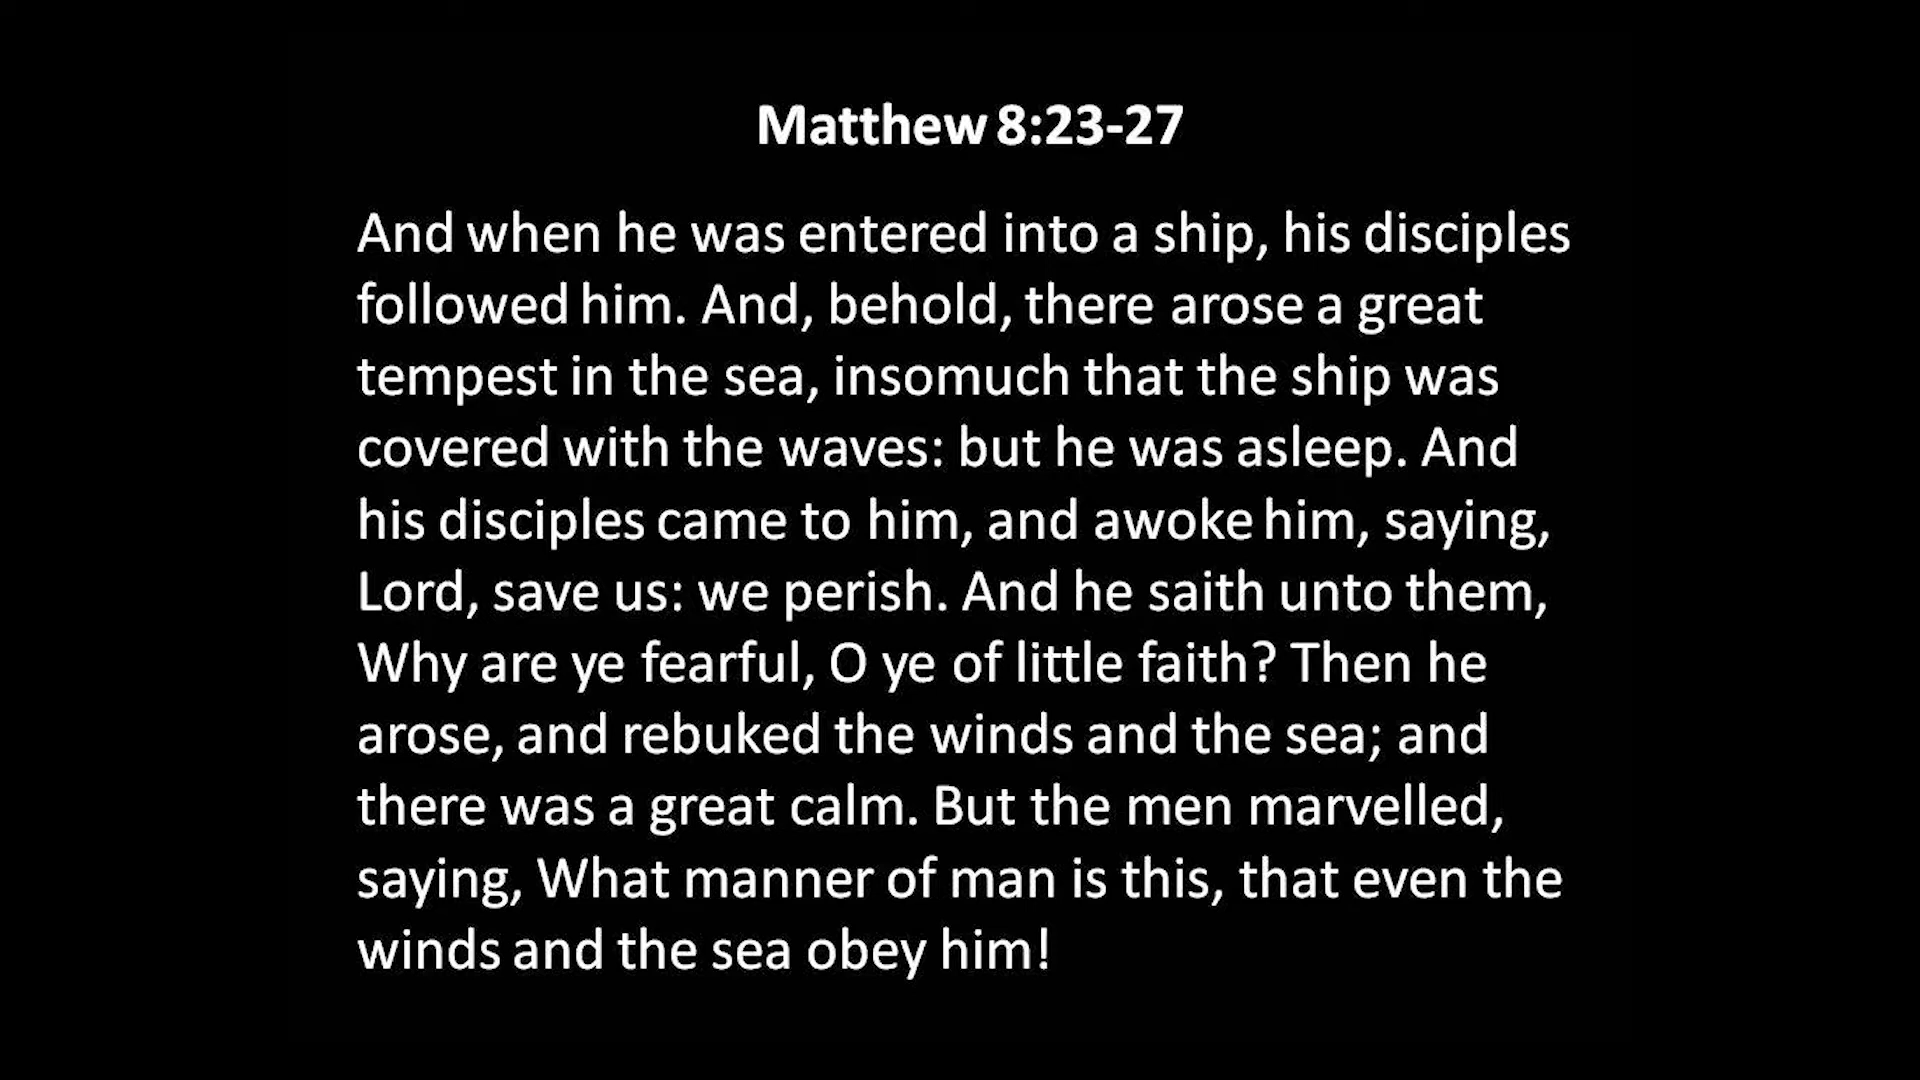 Matthew 8:23-27
And when he was entered into a ship, his disciples
followed him. And, behold, there arose a great
tempest in the sea, insomuch that the ship was
covered with the waves: but he was asleep. And
his disciples came to him, and awoke him, saying,
Lord, save us: we perish. And he saith unto them,
Why are ye fearful, O ye of little faith? Then he
arose, and rebuked the winds and the sea; and
there was a great calm. But the men marvelled,
saying, What manner of man is this, that even the
winds and the sea obey him!